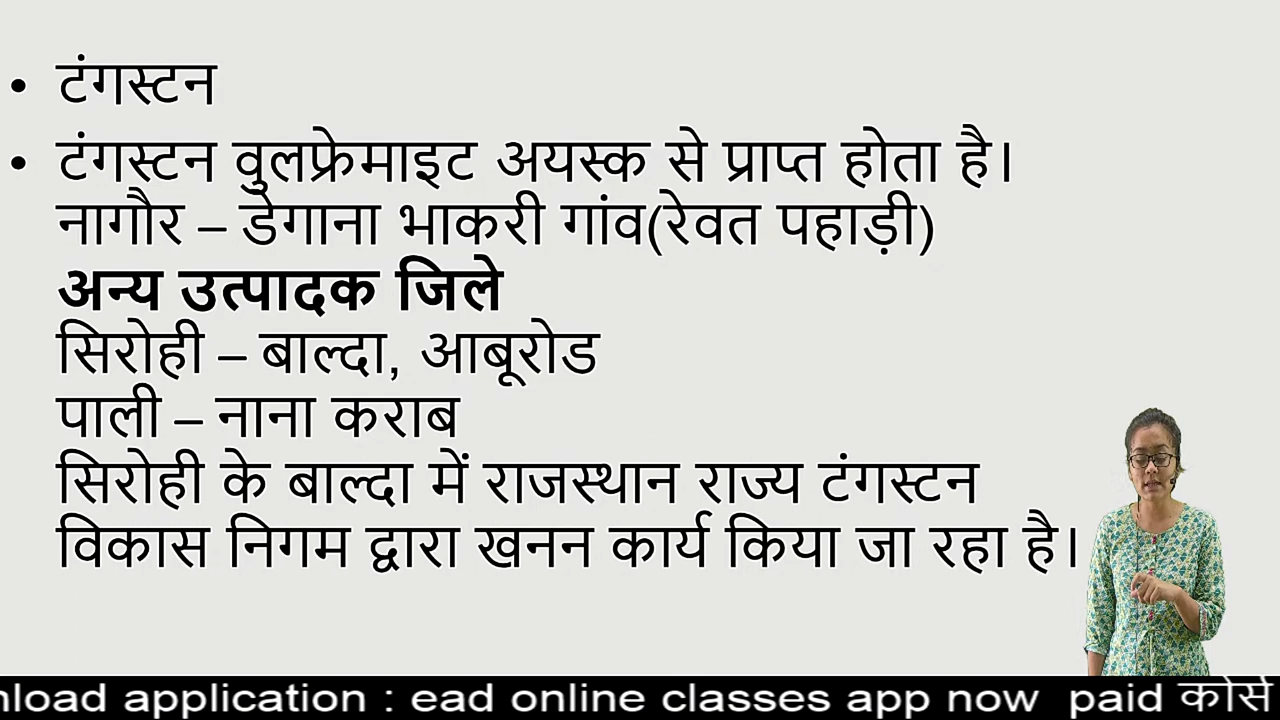 • टंगस्टन
• टंगस्टन वुलफ्रेमाइट अयस्क से प्राप्त होता है।
नागौर – डेगाना भाकरी गांव(रेवत पहाड़ी)
अन्य उत्पादक जिले
सिरोही – बाल्दा, आबूरोड
पाली – नाना कराब
सिरोही के बाल्दा में राजस्थान राज्य टंगस्टन
विकास निगम द्वारा खनन कार्य किया जा रहा है।
nload application : ead online classes app now paid कोर्स